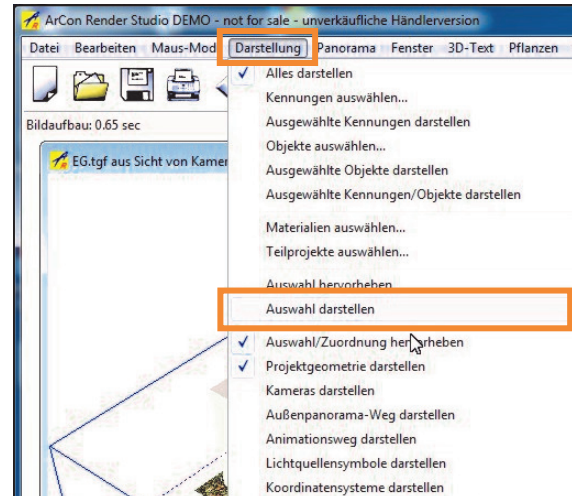 ArCon Render Studio DEMO - not for sale - unverkäufliche Händlerversion
Datei Bearbeiten Maus-Mod Darstellung Panorama Fenster 3D-Text Pflanzen
Alles darstellen
Kennungen auswählen...
Bildaufbau: 0.65 sec
Ausgewählte Kennungen darstellen
Objekte auswählen...
EG.tgf aus Sicht von Kamer
Ausgewählte Objekte darstellen
Ausgewählte Kennungen/Objekte darstellen
Materialien auswählen...
Teilprojekte auswählen...
Auswahl hervorheben
Auswahl darstellen
Auswahl/Zuordnung hervorheben
Projektgeometrie darstellen
Kameras darstellen
Außenpanorama-Weg darstellen
Animationsweg darstellen
Lichtquellensymbole darstellen
Koordinatensysteme darstellen